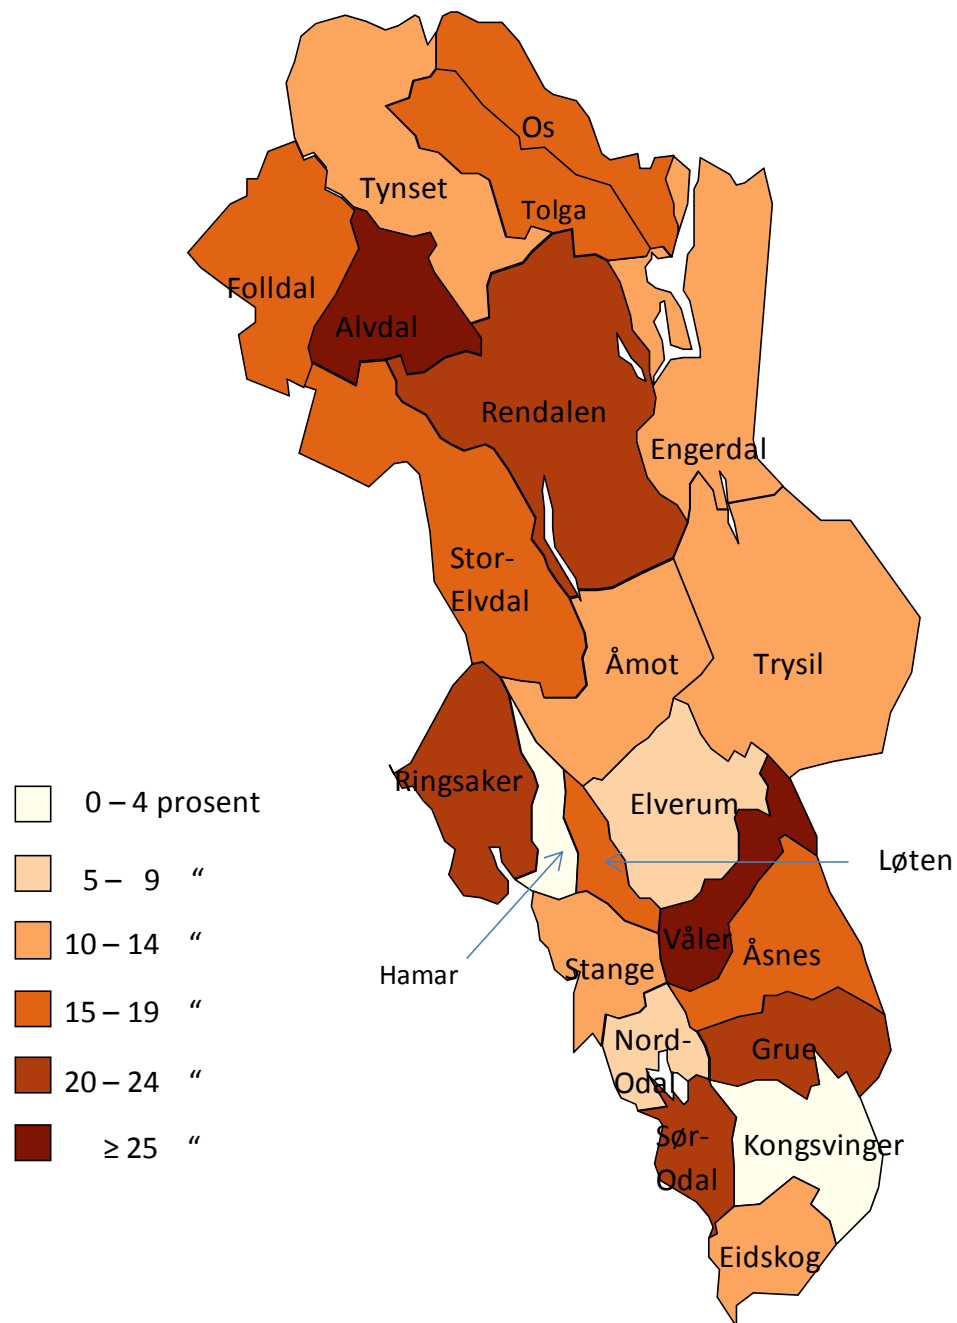 Os
Tynset
Tolga
Folldal
Alvdal
Rendalen
Engerdal
Stor-
Elvdal
Åmot
Trysil
Ringsaker
Elverum
Løten
Hamar
Våler
Åsnes
Stange
Nord-
Odal
Grue
Sør-
Odal
Kongsvinger
Eidskog
0 – 4 prosent
5 – 9 “
10 – 14 “
15 – 19 “
20 – 24 “
≥ 25 “